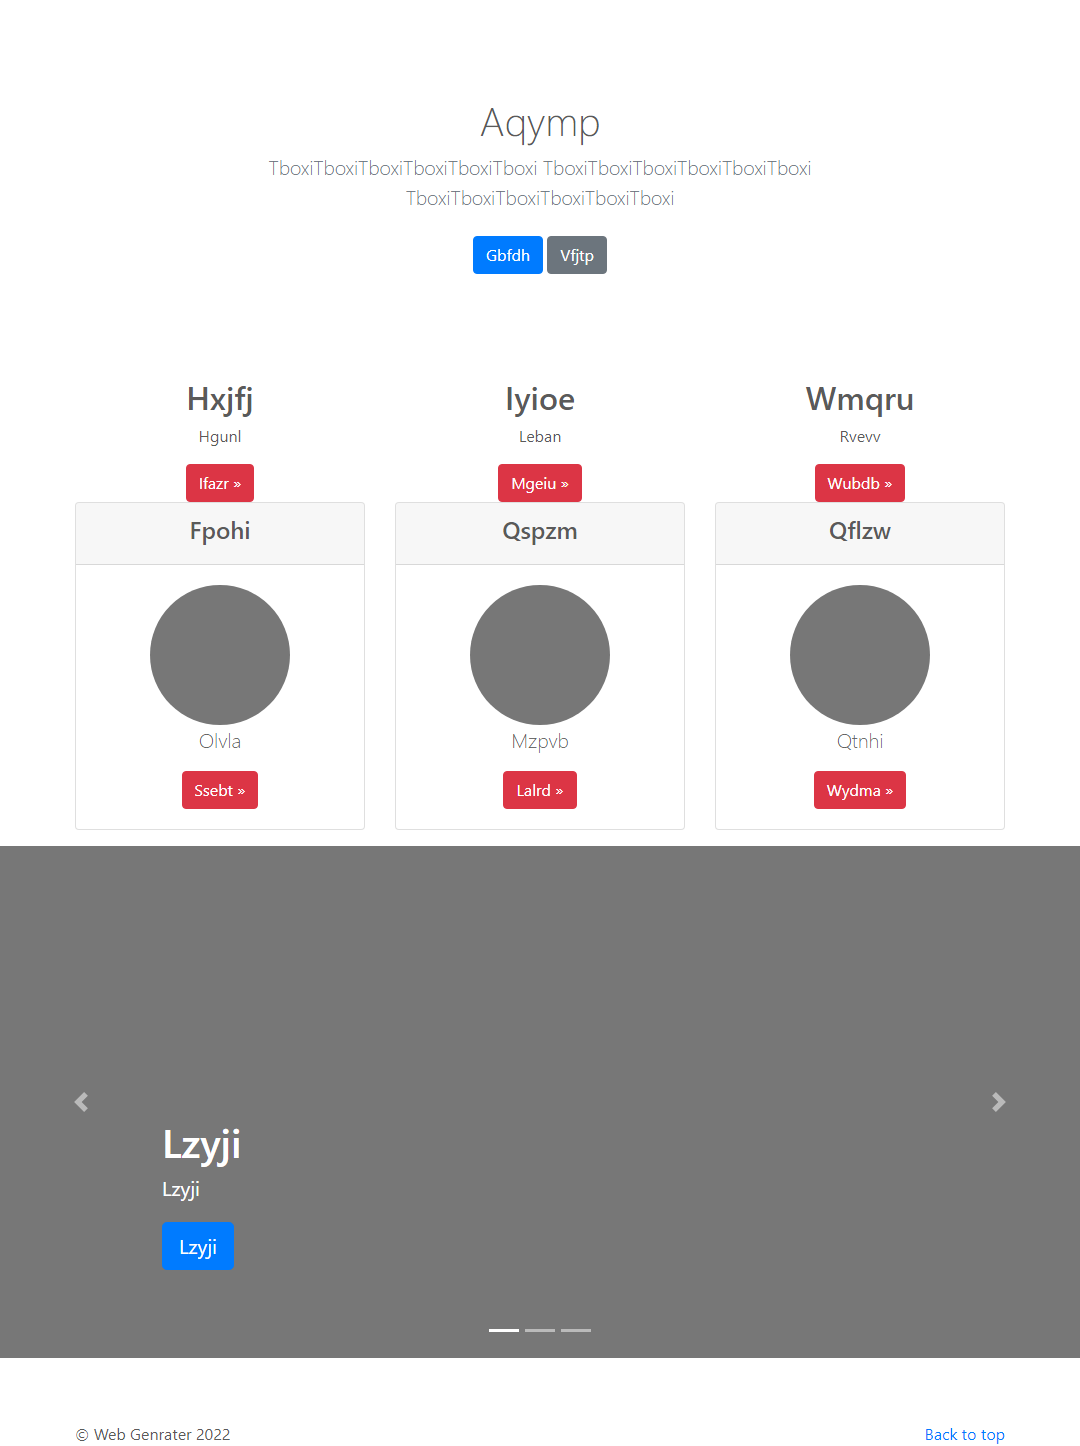 Aqymp
TboxiTboxiTboxiTboxiTboxiTboxi TboxiTboxiTboxiTboxiTboxiTboxi
TboxiTboxiTboxiTboxiTboxiTboxi
Gbfdh Vfjtp
Hxjfj
Hgunl
Ifazr »
Iyioe
Leban
Mgeiu »
Wmqru
Rvevv
Wubdb »
Fpohi
Olvla
Ssebt »
Qspzm
Mzpvb
Lalrd »
Qflzw
Qtnhi
Wydma »
Lzyji
Lzyji
Lzyji
© Web Genrater 2022
Back to top